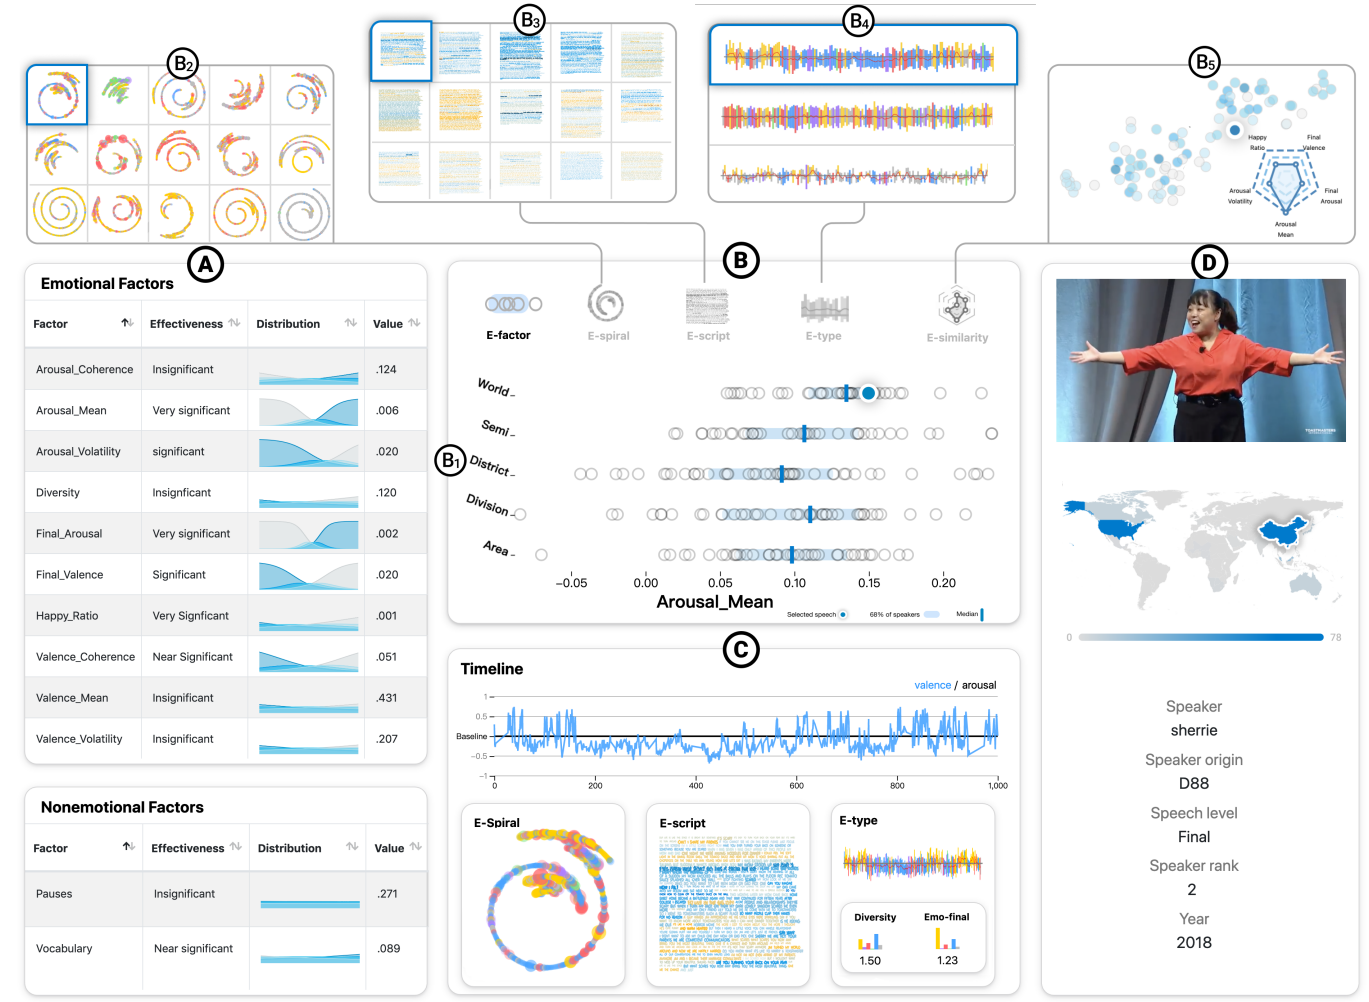 B2
B3
B4
B5
Happy
Ratio
Final
Valence
Arousal
Volatility
Final
Arousal
Arousal
Mean
A
Emotional Factors
Factor Effectiveness Distribution Value
Arousal_Coherence Insignificant .124
Arousal_Mean Very significant .006
Arousal_Volatility significant .020
Diversity Insignficant .120
Final_Arousal Very significant .002
Final_Valence Significant .020
Happy_Ratio Very Signficant .001
Valence_Coherence Near Significant .051
Valence_Mean Insignificant .431
Valence_Volatility Insignificant .207
Nonemotional Factors
Factor Effectiveness Distribution Value
Pauses Insignificant .271
Vocabulary Near significant .089
B
E-factor E-spiral E-script E-type E-similarity
B1
World
Semi
District
Division
Area
−0.05 0.00 0.05 0.10 0.15 0.20
Arousal_Mean
Selected speech 68% of speakers Median
C
Timeline
valence / arousal
1
0.5
Baseline
−0.5
−1
0 200 400 600 800 1,000
E-Spiral
E-script
E-type
Diversity Emo-final
1.50 1.23
D
TOASTMASTERS
0 78
Speaker
sherrie
Speaker origin
D88
Speech level
Final
Speaker rank
2
Year
2018